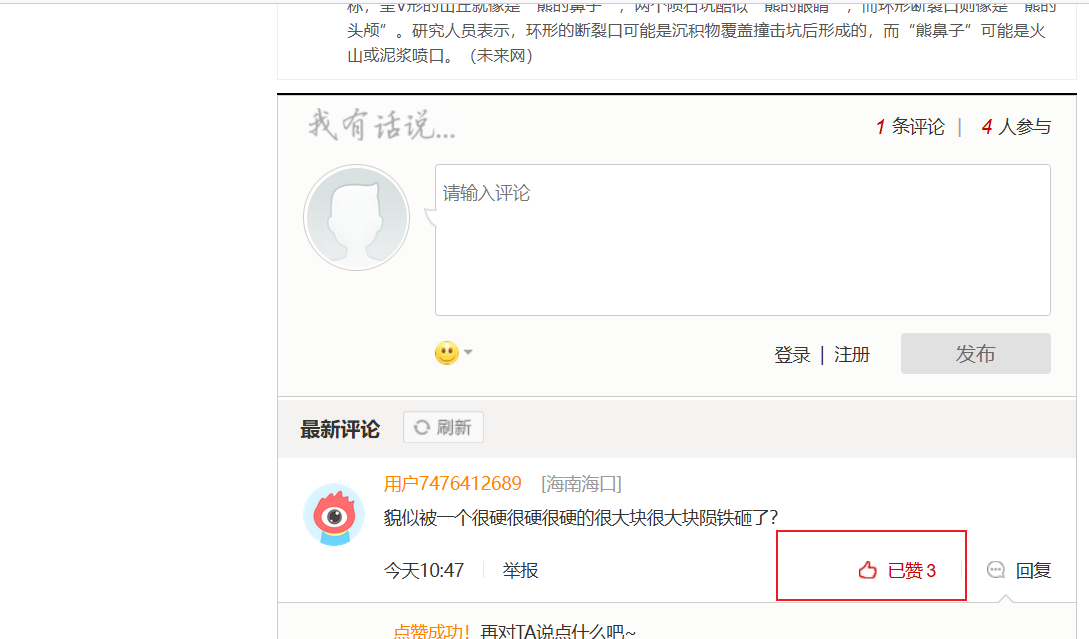 称，呈V形的山丘就像是“熊的鼻子”，两个陨石坑酷似“熊的眼睛”，而环形断裂口则像是“熊的
头颅”。研究人员表示，环形的断裂口可能是沉积物覆盖撞击坑后形成的，而“熊鼻子”可能是火
山或泥浆喷口。（未来网）
我有话说...
1 条评论 | 4 人参与
请输入评论
登录 | 注册 发布
最新评论 刷新
用户7476412689 [海南海口]
貌似被一个很硬很硬很硬的很大块很大块陨铁砸了?
今天10:47 举报 已赞 3 回复
点赞成功！再对TA说点什么吧~